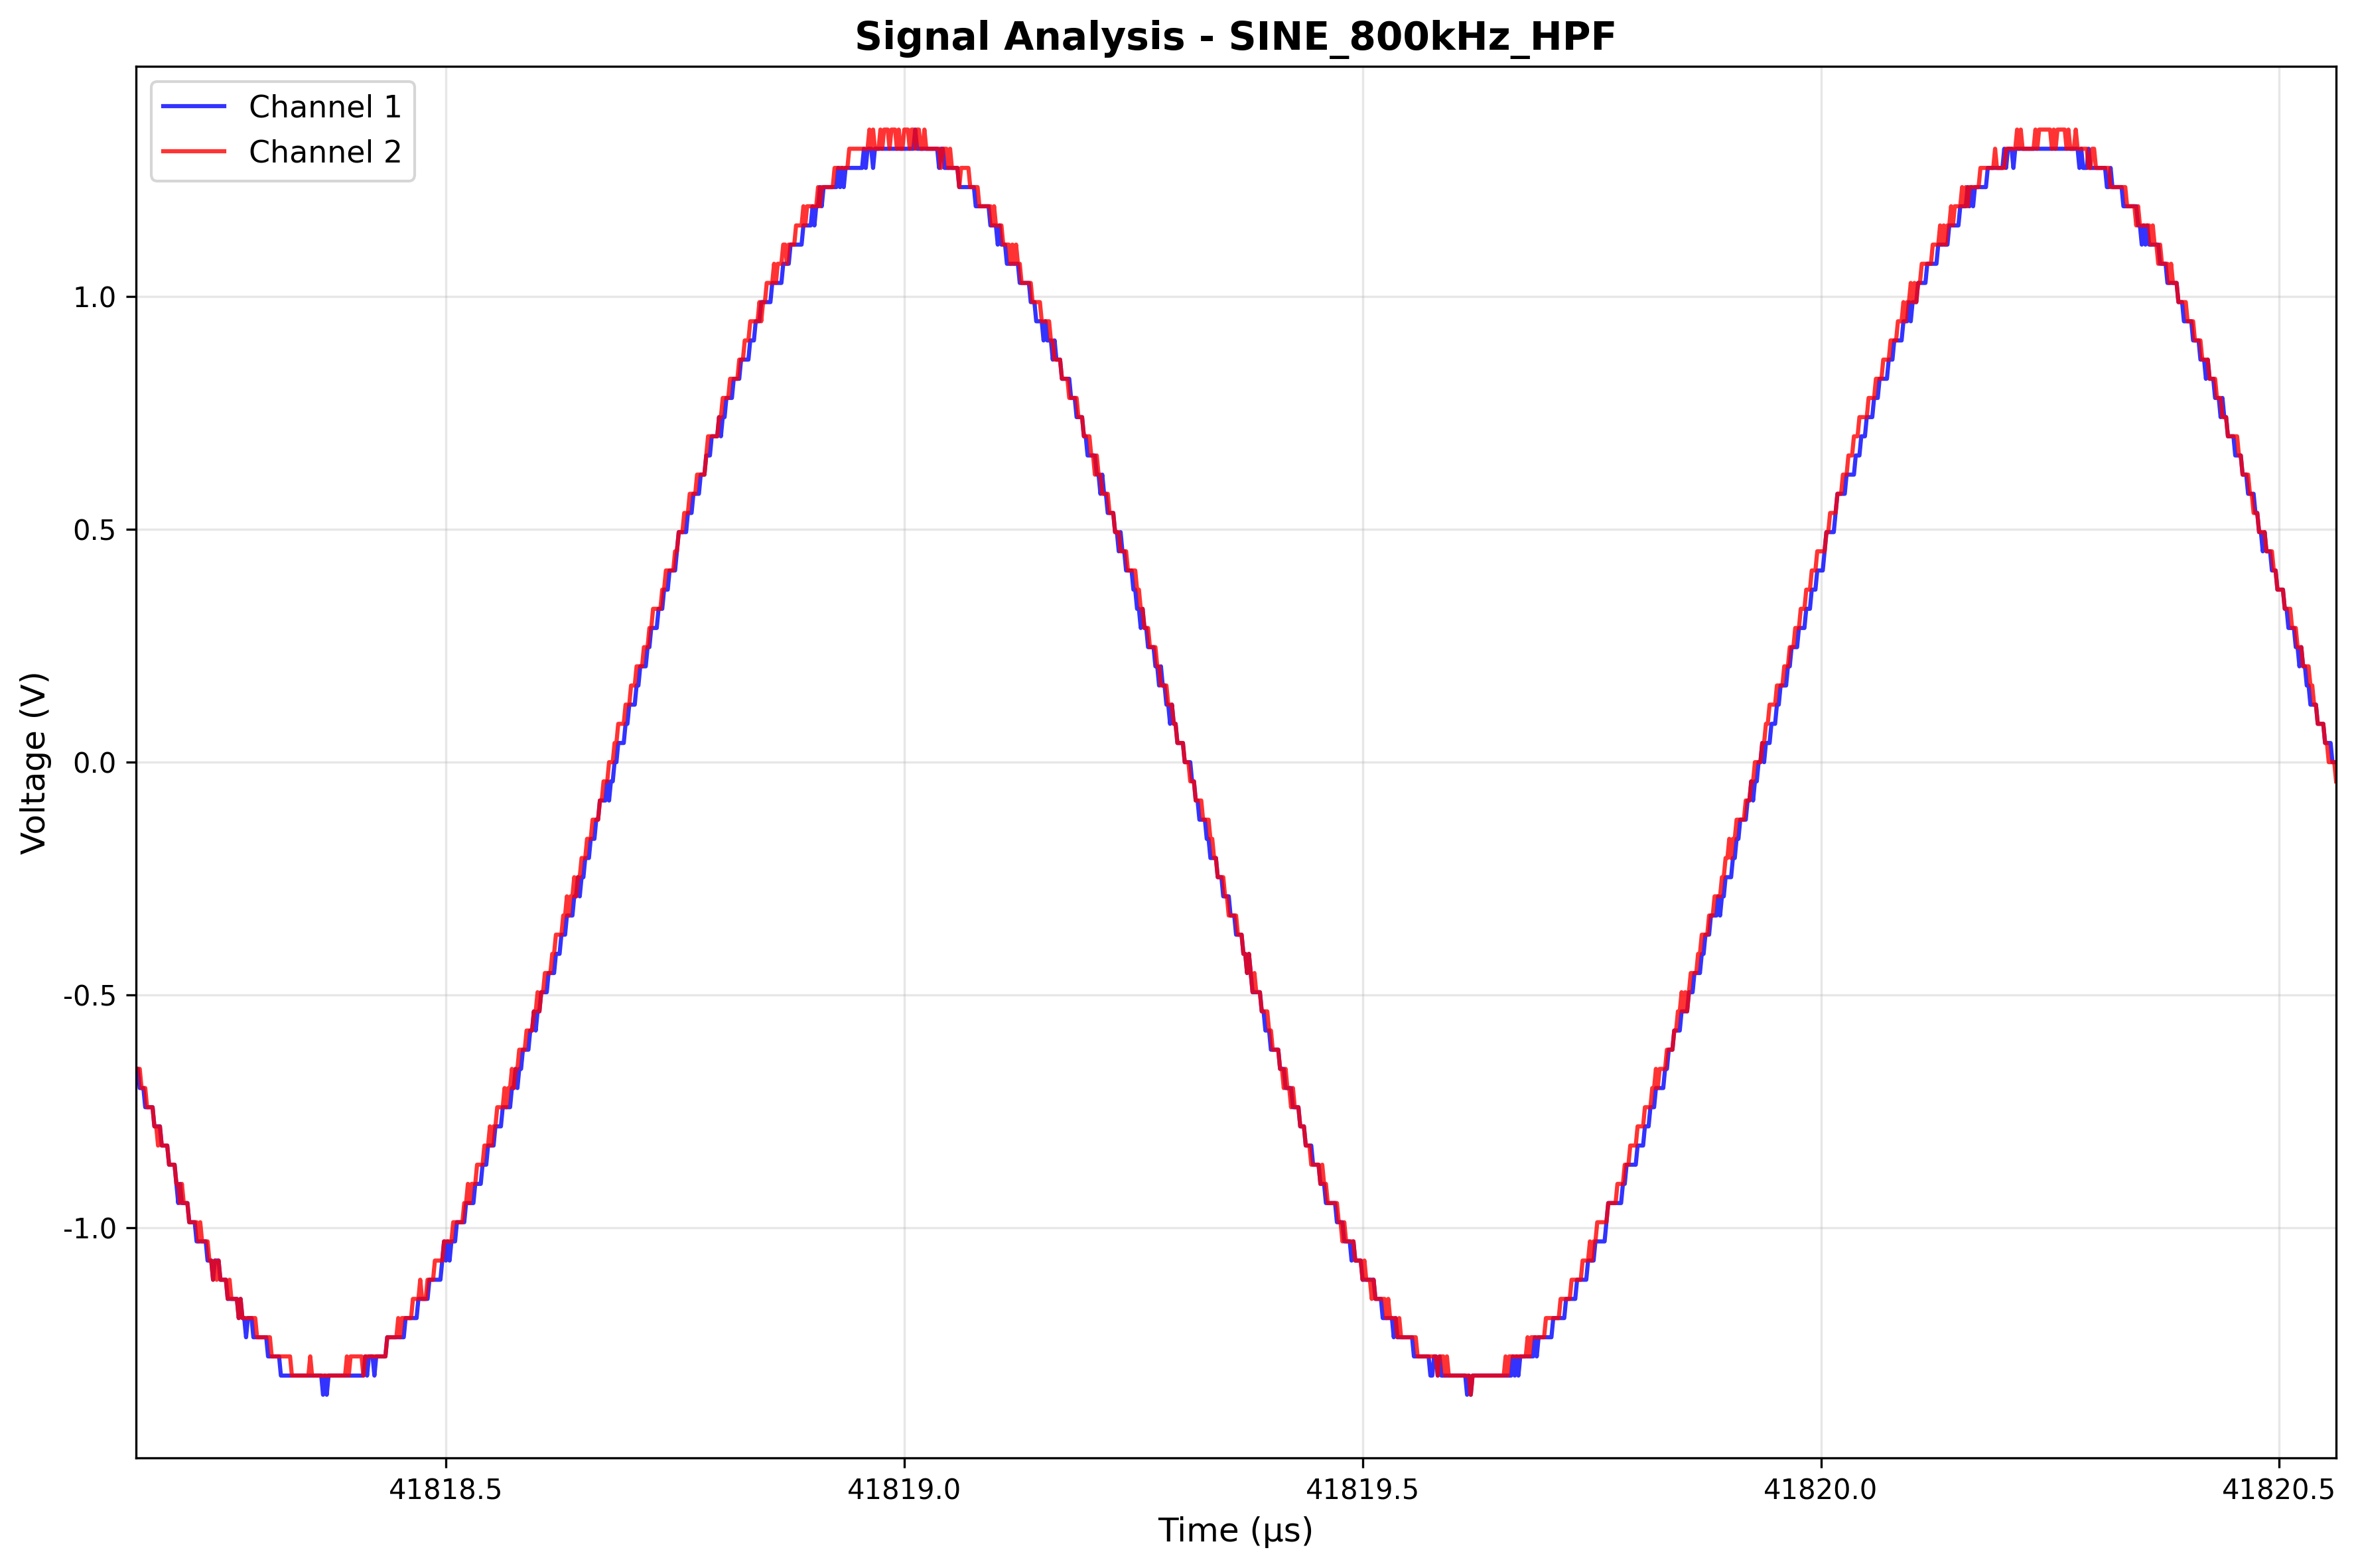 Signal Analysis - SINE_800kHz_HPF
Channel 1
Channel 2
Voltage (V)
1.0
0.5
0.0
-0.5
-1.0
41818.5
41819.0
41819.5
41820.0
41820.5
Time (µs)